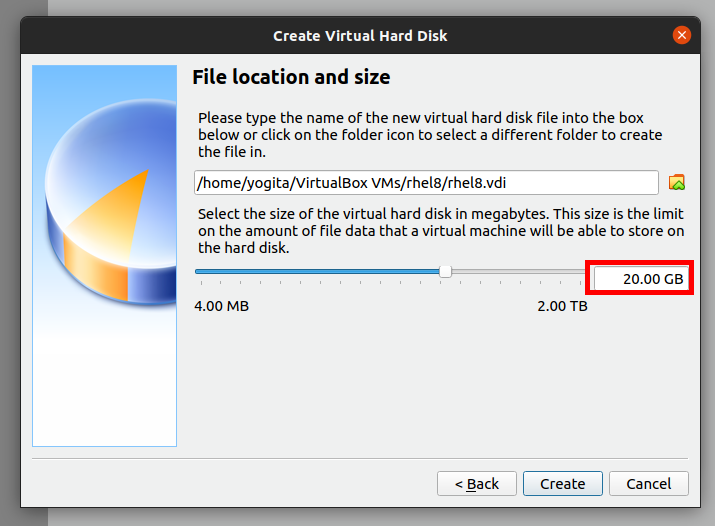 Create Virtual Hard Disk
File location and size
Please type the name of the new virtual hard disk file into the box
below or click on the folder icon to select a different folder to create
the file in.
/home/yogita/VirtualBox VMs/rhel8/rhel8.vdi
Select the size of the virtual hard disk in megabytes. This size is the limit
on the amount of file data that a virtual machine will be able to store on
the hard disk.
20.00 GB
4.00 MB 2.00 TB
< Back Create Cancel